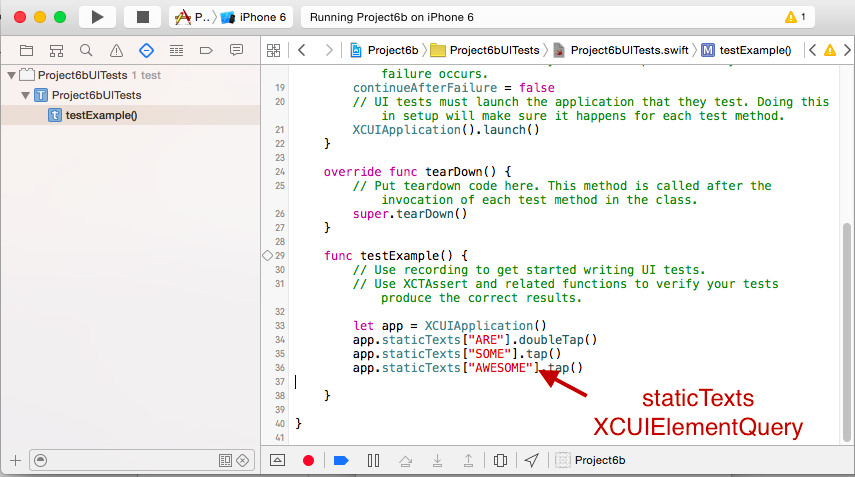 P.. iPhone 6
Running Project6b on iPhone 6
1
Project6b Project6bUITests Project6bUITests.swift testExample()
Project6bUITests 1 test
Project6bUITests
testExample()
failure occurs.
19 continueAfterFailure = false
20 // UI tests must launch the application that they test. Doing this
in setup will make sure it happens for each test method.
21 XCUIApplication().launch()
22 }
23
24 override func tearDown() {
25 // Put teardown code here. This method is called after the
invocation of each test method in the class.
26 super.tearDown()
27 }
28
29 func testExample() {
30 // Use recording to get started writing UI tests.
31 // Use XCTAssert and related functions to verify your tests
produce the correct results.
32
33 let app = XCUIApplication()
34 app.staticTexts["ARE"].doubleTap()
35 app.staticTexts["SOME"].tap()
36 app.staticTexts["AWESOME"].tap()
37
38 }
39
40 }
41
staticTexts
XCUIElementQuery
Project6b